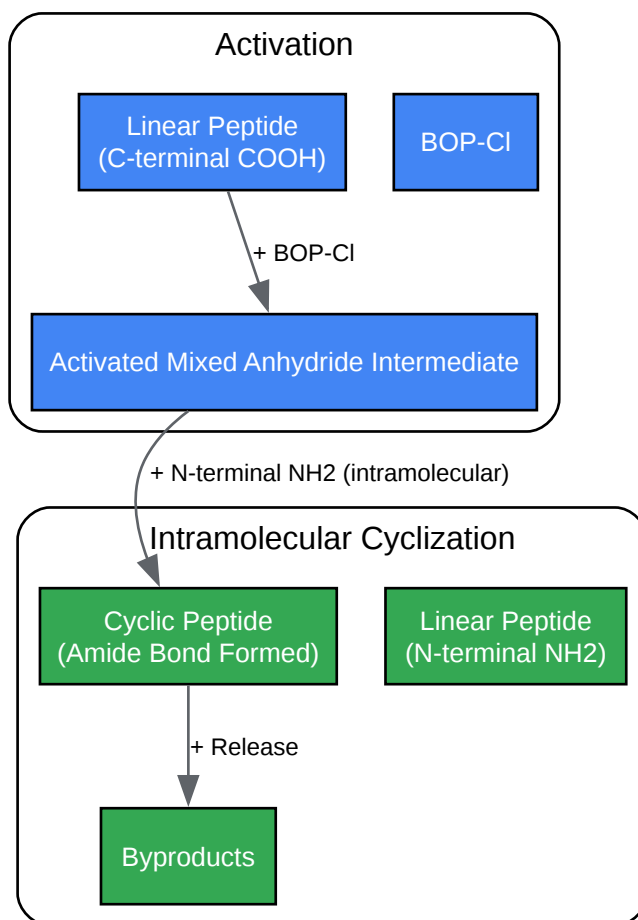 Activation
Linear Peptide
(C-terminal COOH)
BOP-Cl
+ BOP-Cl
Activated Mixed Anhydride Intermediate
+ N-terminal NH2 (intramolecular)
Intramolecular Cyclization
Cyclic Peptide
(Amide Bond Formed)
Linear Peptide
(N-terminal NH2)
+ Release
Byproducts